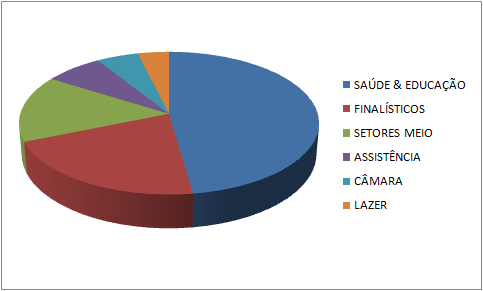 SAÚDE & EDUCAÇÃO
FINALÍSTICOS
SETORES MEIO
ASSISTÊNCIA
CÂMARA
LAZER